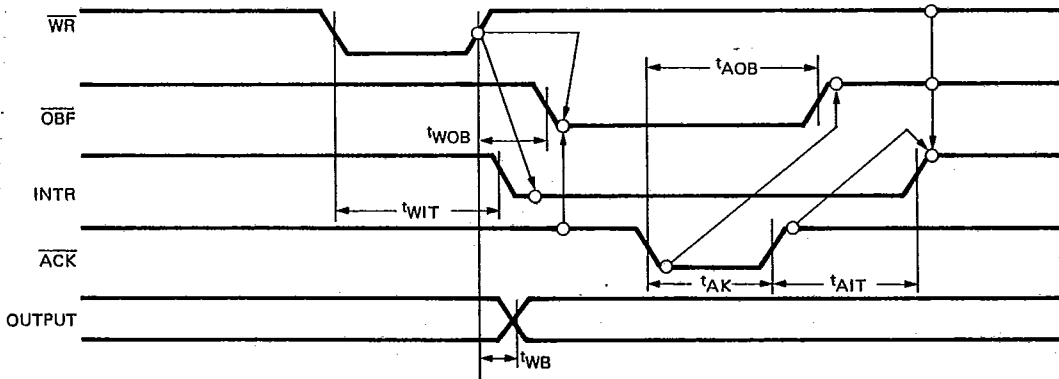 WR
tAOB
OBF
tWOB
INTR
tWIT
ACK
tAK
tAIT
OUTPUT
tWB